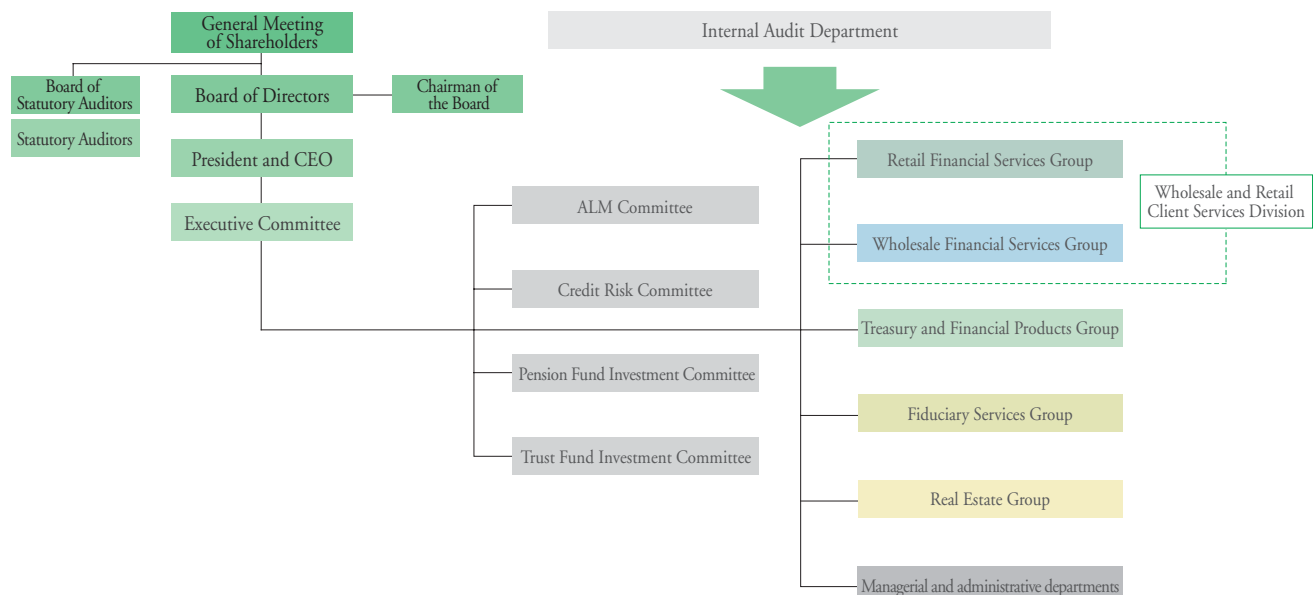 General Meeting
of Shareholders
Internal Audit Department
Board of
Statutory Auditors
Board of Directors
Chairman of
the Board
Statutory Auditors
President and CEO
Executive Committee
ALM Committee
Credit Risk Committee
Pension Fund Investment Committee
Trust Fund Investment Committee
Retail Financial Services Group
Wholesale and Retail
Client Services Division
Wholesale Financial Services Group
Treasury and Financial Products Group
Fiduciary Services Group
Real Estate Group
Managerial and administrative departments